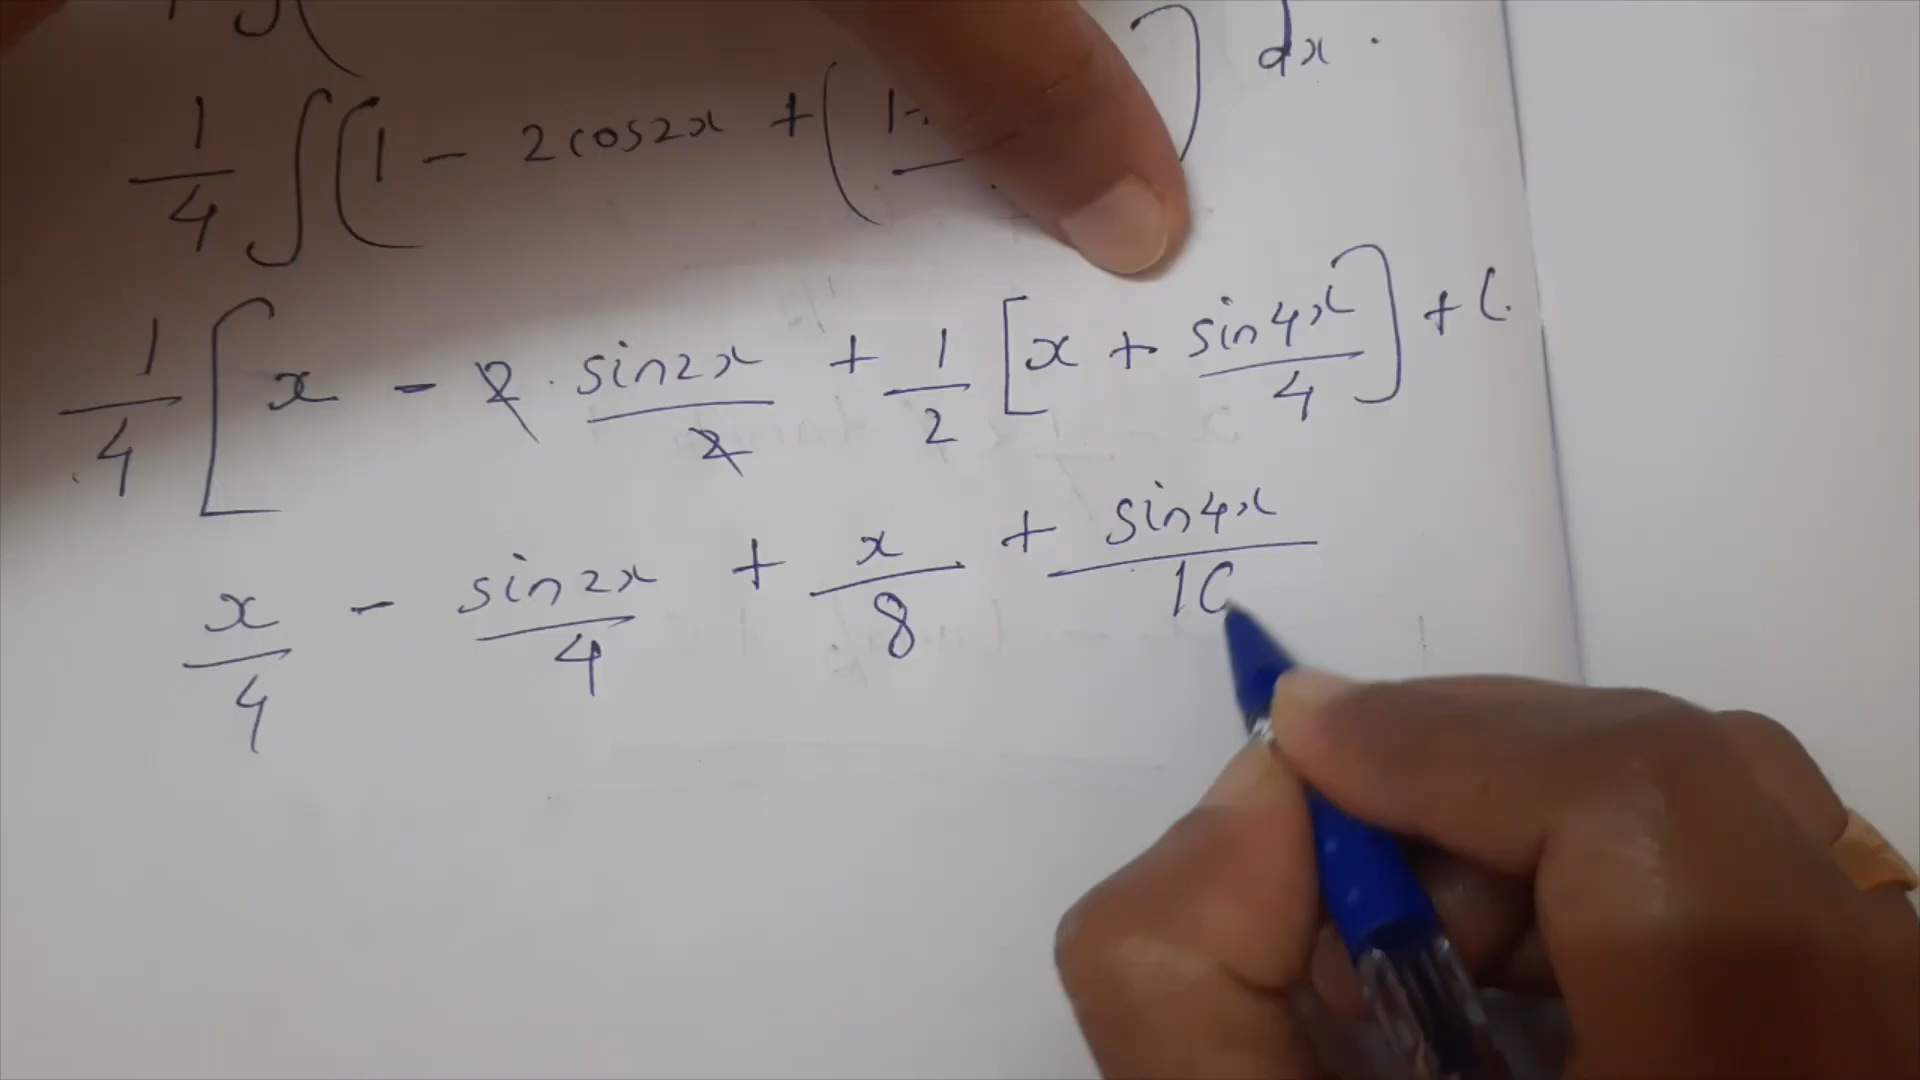 dx.
1/4 ∫(1 - 2cos2x + (1
1/4 [x - 2 · sin2x/2 + 1/2 [x + sin4x/4] + C.
x/4 - sin2x/4 + x/8 + sin4x/1